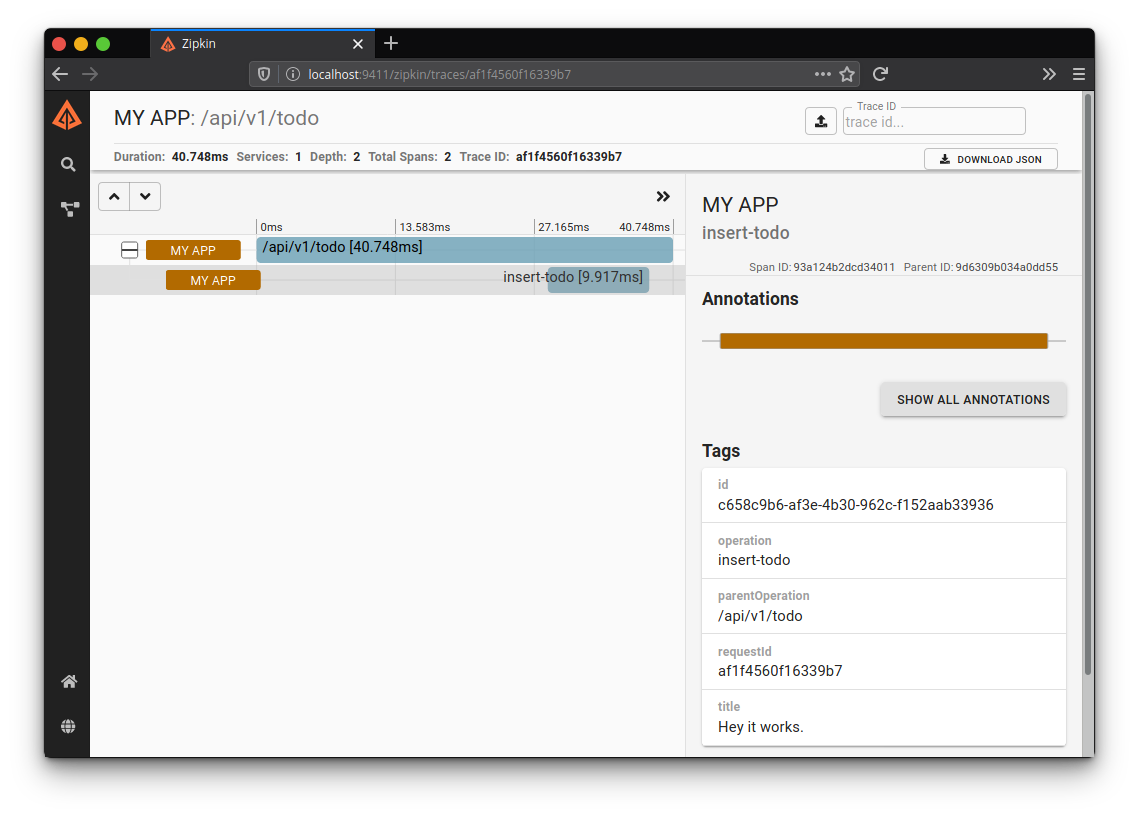 Zipkin
localhost:9411/zipkin/traces/af1f4560f16339b7
MY APP: /api/v1/todo
Trace ID
trace id...
Duration: 40.748ms Services: 1 Depth: 2 Total Spans: 2 Trace ID: af1f4560f16339b7
DOWNLOAD JSON
0ms 13.583ms 27.165ms 40.748ms
MY APP /api/v1/todo [40.748ms]
MY APP insert-todo [9.917ms]
MY APP
insert-todo
Span ID: 93a124b2dcd34011 Parent ID: 9d6309b034a0dd55
Annotations
SHOW ALL ANNOTATIONS
Tags
id
c658c9b6-af3e-4b30-962c-f152aab33936
operation
insert-todo
parentOperation
/api/v1/todo
requestId
af1f4560f16339b7
title
Hey it works.